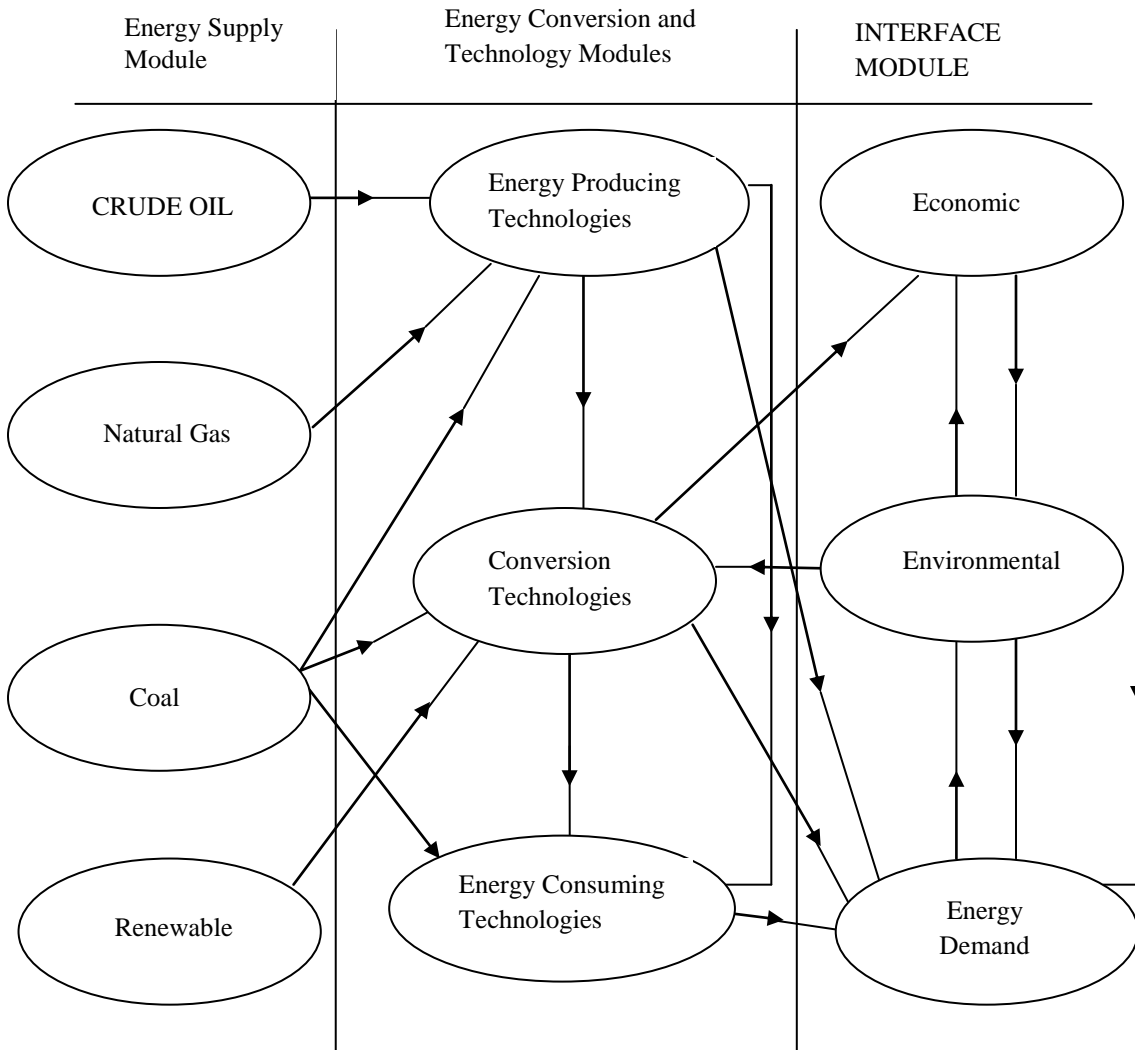 Energy Supply
Module
Energy Conversion and
Technology Modules
INTERFACE
MODULE
CRUDE OIL
Energy Producing
Technologies
Economic
Natural Gas
Conversion
Technologies
Environmental
Coal
Renewable
Energy Consuming
Technologies
Energy
Demand